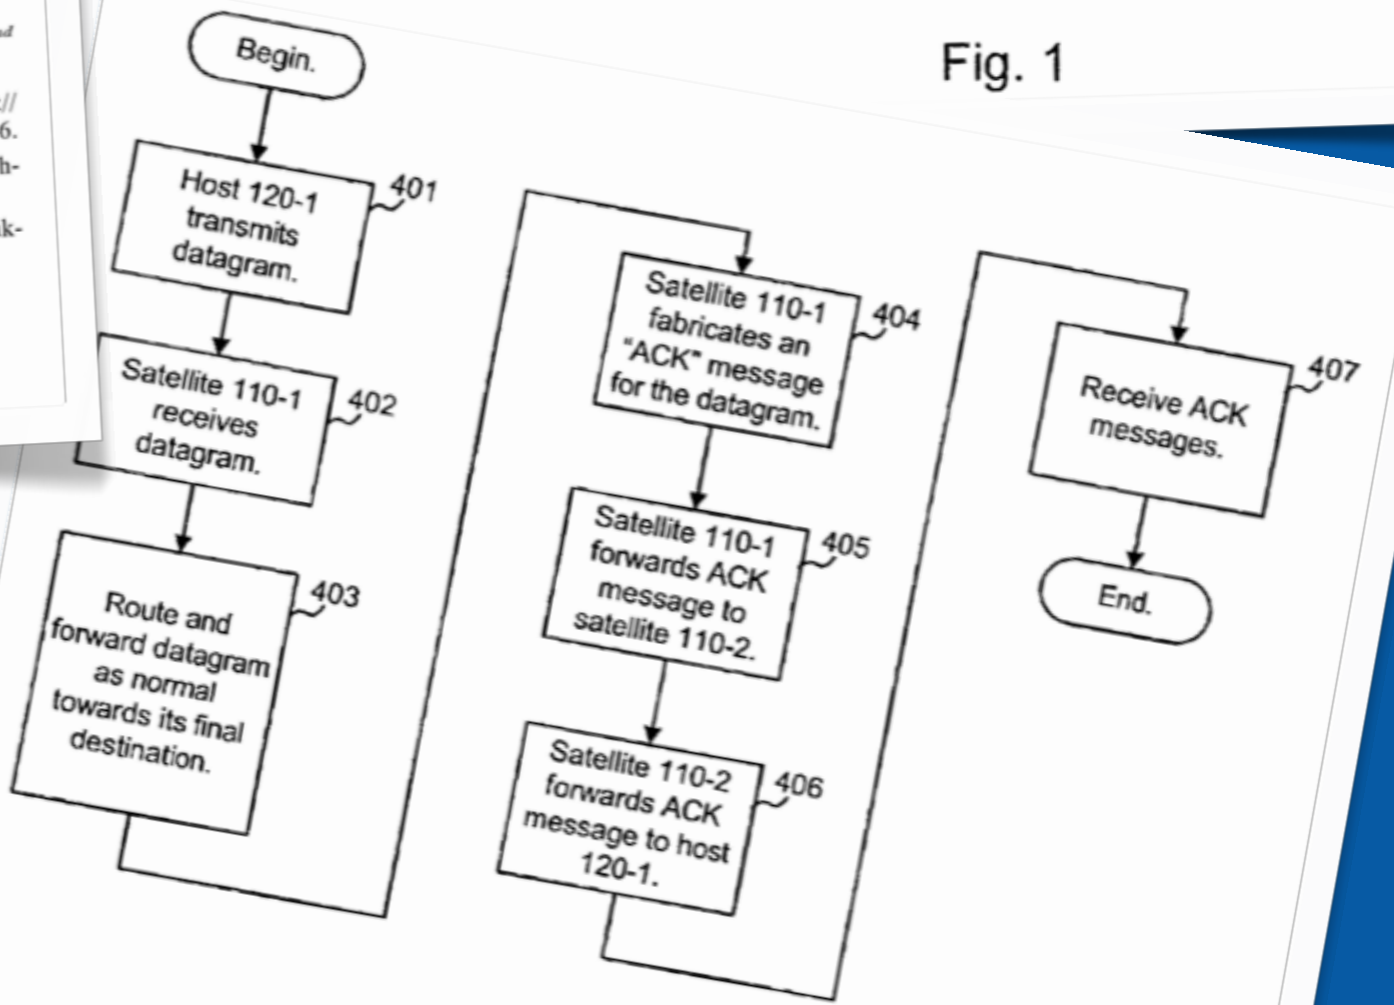 //
6.
h-
k-
Fig. 1
Begin.
Host 120-1
transmits
datagram.
401
Satellite 110-1
receives
datagram.
402
Route and
forward datagram
as normal
towards its final
destination.
403
Satellite 110-1
fabricates an
“ACK” message
for the datagram.
404
Satellite 110-1
forwards ACK
message to
satellite 110-2.
405
Satellite 110-2
forwards ACK
message to host
120-1.
406
Receive ACK
messages.
407
End.